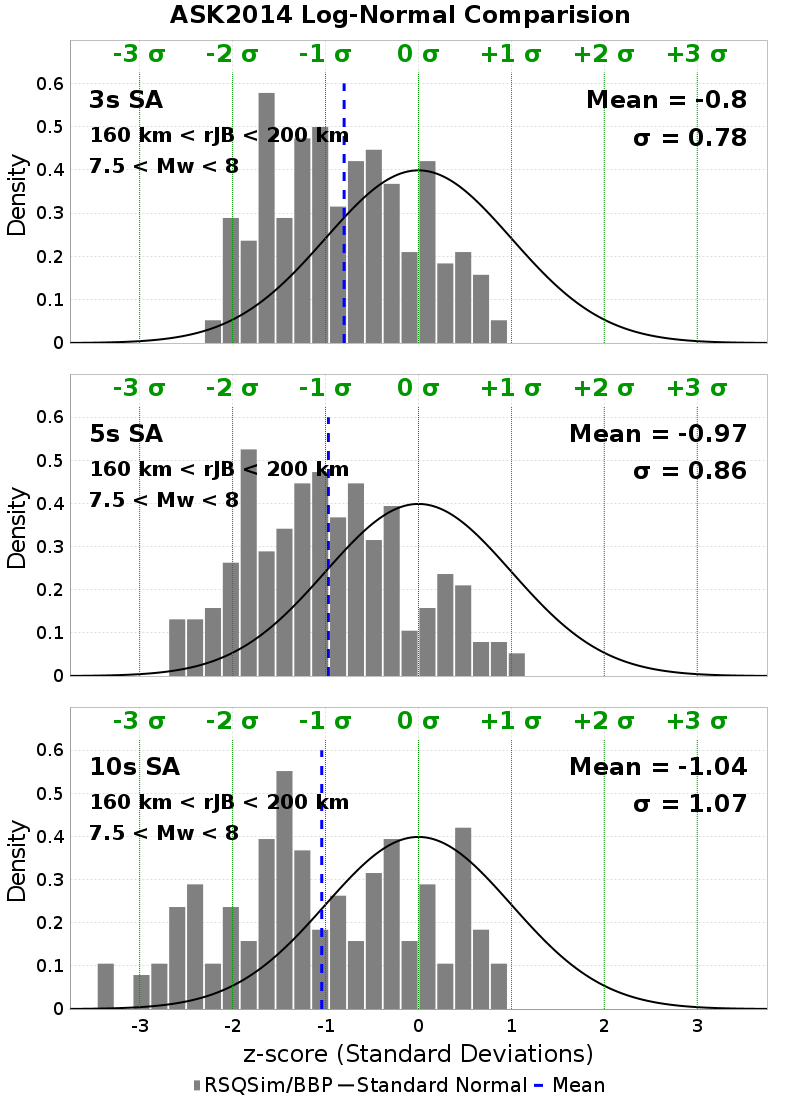 ASK2014 Log-Normal Comparision
-3 σ -2 σ -1 σ 0 σ +1 σ +2 σ +3 σ
0.6
3s SA Mean = -0.8
0.5
160 km < rJB < 200 km σ = 0.78
0.4
7.5 < Mw < 8
0.3
0.2
0.1
0
Density
-3 σ -2 σ -1 σ 0 σ +1 σ +2 σ +3 σ
0.6
5s SA Mean = -0.97
0.5
160 km < rJB < 200 km σ = 0.86
0.4
7.5 < Mw < 8
0.3
0.2
0.1
0
Density
-3 σ -2 σ -1 σ 0 σ +1 σ +2 σ +3 σ
0.6
10s SA Mean = -1.04
0.5
160 km < rJB < 200 km σ = 1.07
0.4
7.5 < Mw < 8
0.3
0.2
0.1
0
Density
-3 -2 -1 0 1 2 3
z-score (Standard Deviations)
RSQSim/BBP Standard Normal Mean